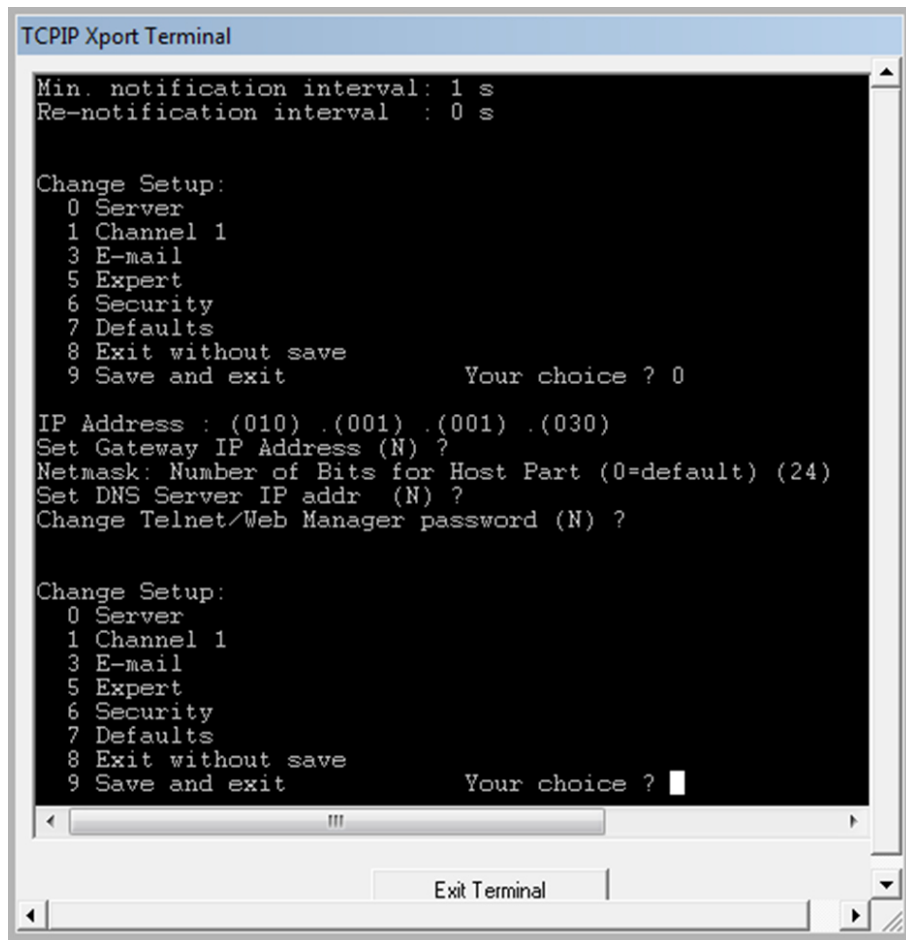 TCPIP Xport Terminal
Min. notification interval: 1 s
Re-notification interval  : 0 s
Change Setup:
  0 Server
  1 Channel 1
  3 E-mail
  5 Expert
  6 Security
  7 Defaults
  8 Exit without save
  9 Save and exit            Your choice ? 0
IP Address : (010) .(001) .(001) .(030)
Set Gateway IP Address (N) ?
Netmask: Number of Bits for Host Part (0=default) (24)
Set DNS Server IP addr  (N) ?
Change Telnet/Web Manager password (N) ?
Change Setup:
  0 Server
  1 Channel 1
  3 E-mail
  5 Expert
  6 Security
  7 Defaults
  8 Exit without save
  9 Save and exit            Your choice ?
Exit Terminal